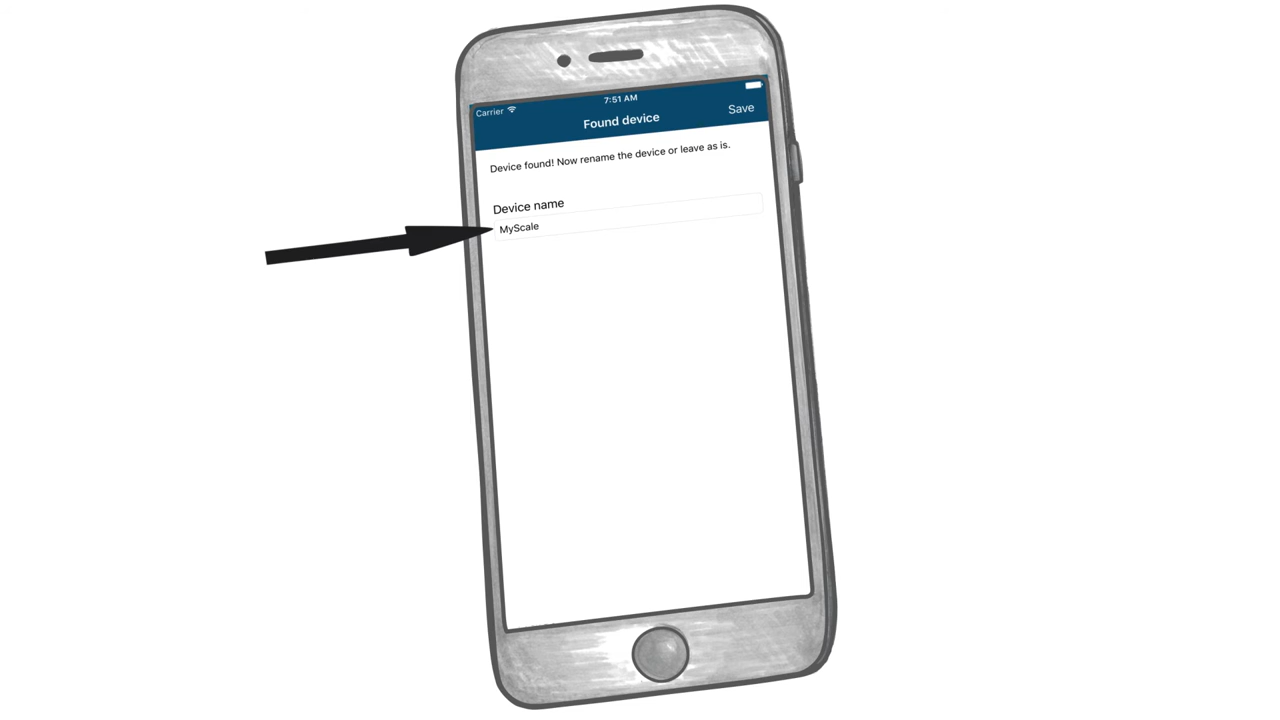 Carrier
7:51 AM
Found device
Save
Device found! Now rename the device or leave as is.
Device name
MyScale